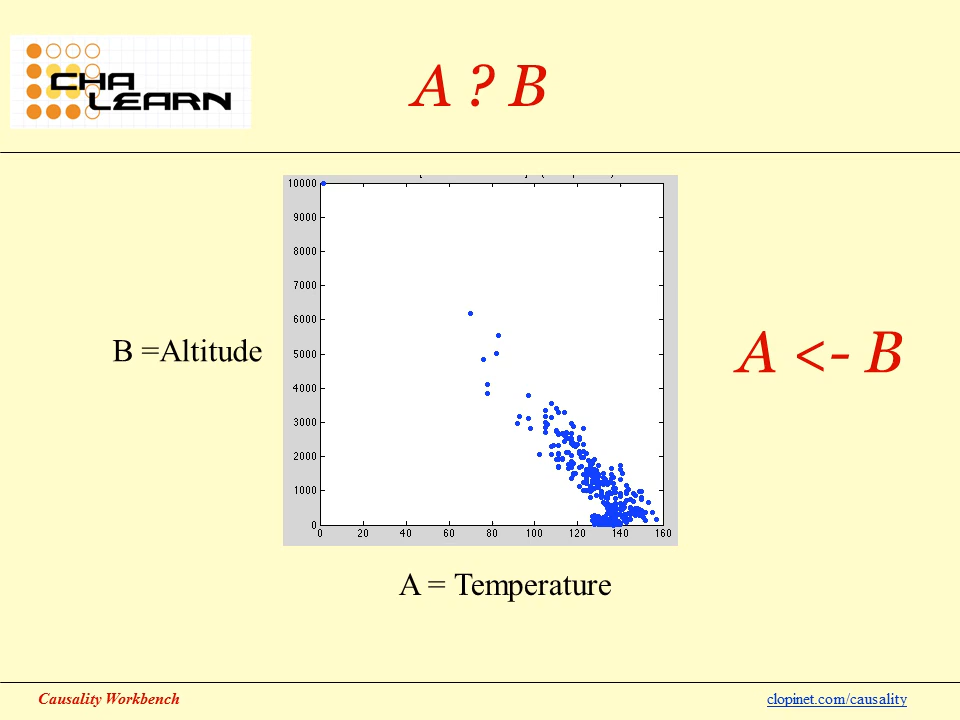 CHA
LEARN
A ? B
10000
9000
8000
7000
6000
5000
4000
3000
2000
1000
0
0 20 40 60 80 100 120 140 160
B =Altitude
A <- B
A = Temperature
Causality Workbench
clopinet.com/causality